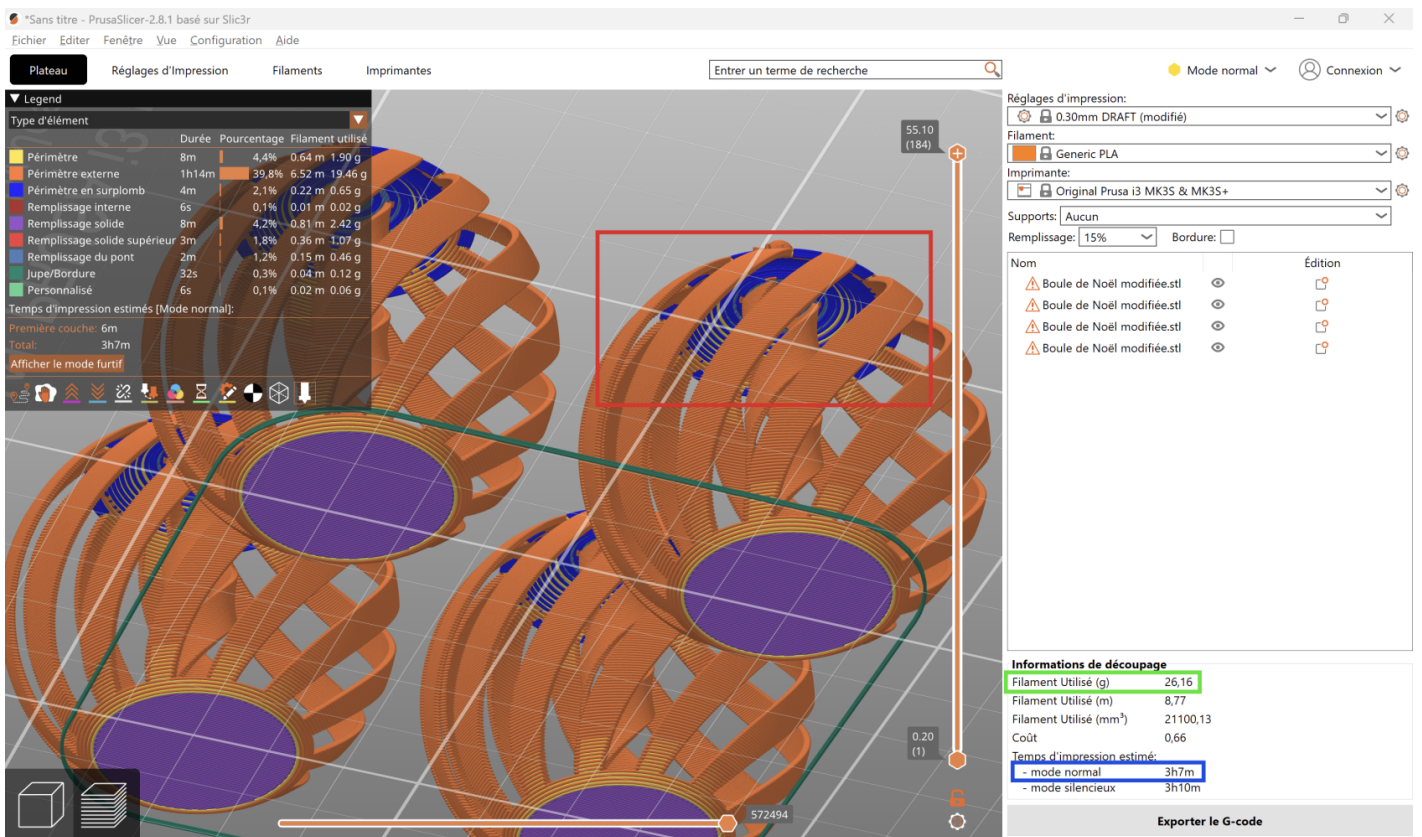 *Sans titre - PrusaSlicer-2.8.1 basé sur Slic3r
Fichier Editer Fenêtre Vue Configuration Aide
Plateau Réglages d'Impression Filaments Imprimantes Entrer un terme de recherche Mode normal Connexion
Legend
Type d'élément
Durée Pourcentage Filament utilisé
Périmètre 8m 4,4% 0.64 m 1.90 g
Périmètre externe 1h14m 39,8% 6.52 m 19.46 g
Périmètre en surplomb 4m 2,1% 0.22 m 0.65 g
Remplissage interne 6s 0,1% 0.01 m 0.02 g
Remplissage solide 8m 4,2% 0.81 m 2.42 g
Remplissage solide supérieur 3m 1,8% 0.36 m 1.07 g
Remplissage du pont 2m 1,2% 0.15 m 0.46 g
Jupe/Bordure 32s 0,3% 0.04 m 0.12 g
Personnalisé 6s 0,1% 0.02 m 0.06 g
Temps d'impression estimés [Mode normal]:
Première couche: 6m
Total: 3h7m
Afficher le mode furtif
55.10
(184)
0.20
(1)
572494
Réglages d'impression:
0.30mm DRAFT (modifié)
Filament:
Generic PLA
Imprimante:
Original Prusa i3 MK3S & MK3S+
Supports: Aucun
Remplissage: 15% Bordure:
Nom Édition
Boule de Noël modifiée.stl
Boule de Noël modifiée.stl
Boule de Noël modifiée.stl
Boule de Noël modifiée.stl
Informations de découpage
Filament Utilisé (g) 26,16
Filament Utilisé (m) 8,77
Filament Utilisé (mm³) 21100,13
Coût 0,66
Temps d'impression estimé:
- mode normal 3h7m
- mode silencieux 3h10m
Exporter le G-code